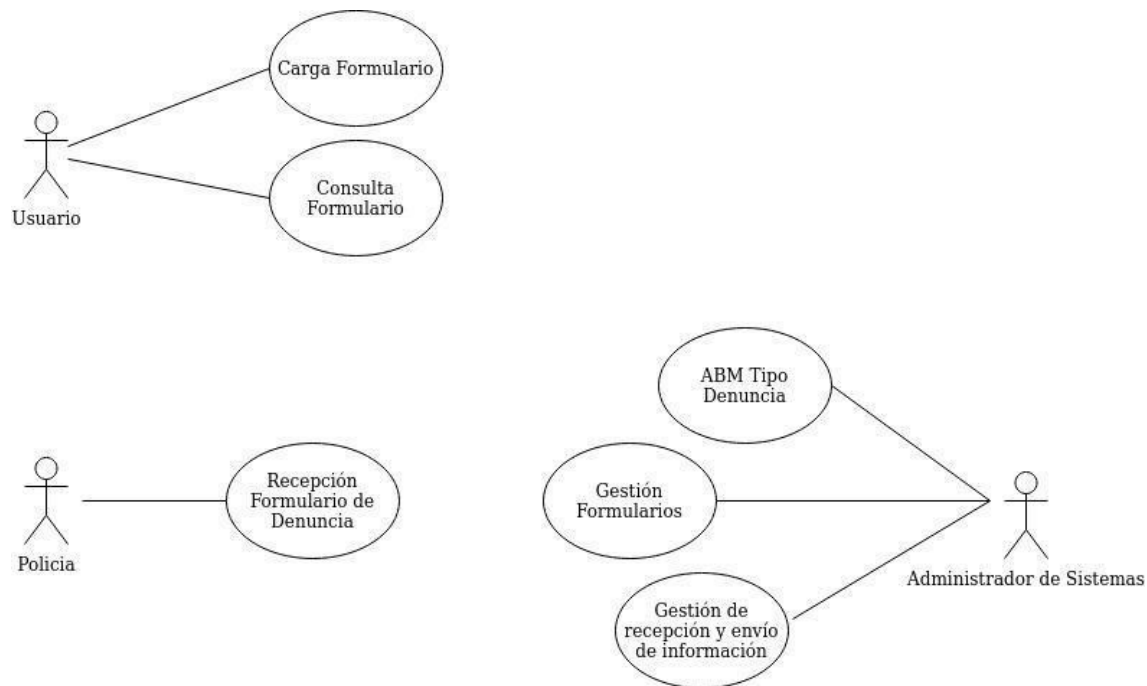 Carga Formulario
Consulta
Formulario
Usuario
ABM Tipo
Denuncia
Recepción
Formulario de
Denuncia
Gestión
Formularios
Policia
Administrador de Sistemas
Gestión de
recepción y envío
de información